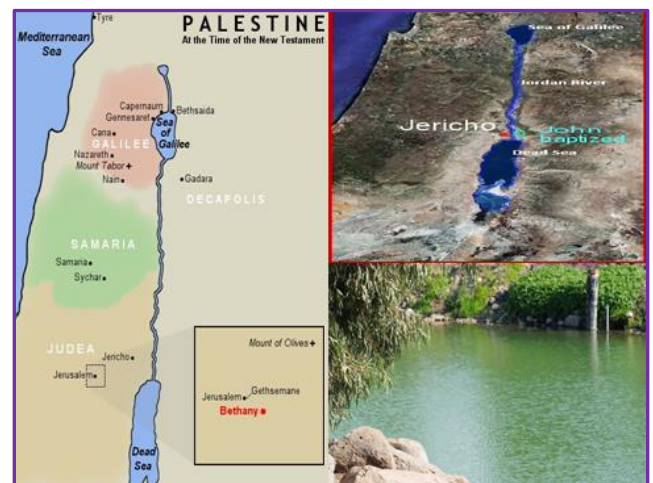 PALESTINE
At the Time of the New Testament
Tyre
Mediterranean
Sea
Capernaum
Bethsaida
Gennesaret
Sea
of
Galilee
Cana
GALILEE
Nazareth
Mount Tabor
Nain
Gadara
DECAPOLIS
SAMARIA
Samaria
Sychar
JUDEA
Jericho
Jerusalem
Mount of Olives
Jerusalem
Gethsemane
Bethany
Dead
Sea
Sea of Galilee
Jordan River
Jericho
John
baptized
Dead Sea